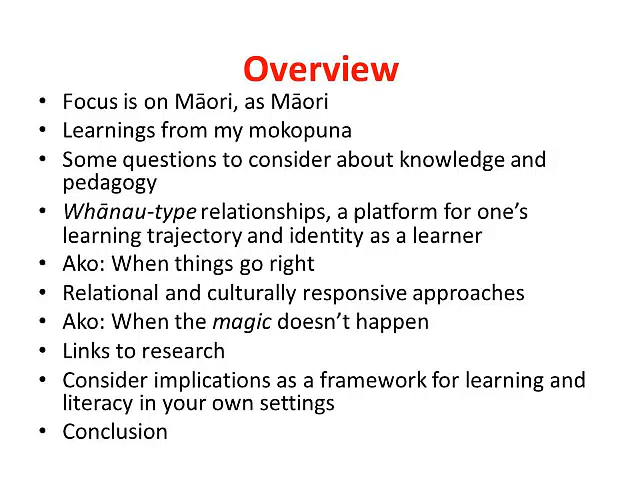 Overview
• Focus is on Māori, as Māori
• Learnings from my mokopuna
• Some questions to consider about knowledge and
pedagogy
• Whānau-type relationships, a platform for one’s
learning trajectory and identity as a learner
• Ako: When things go right
• Relational and culturally responsive approaches
• Ako: When the magic doesn’t happen
• Links to research
• Consider implications as a framework for learning and
literacy in your own settings
• Conclusion